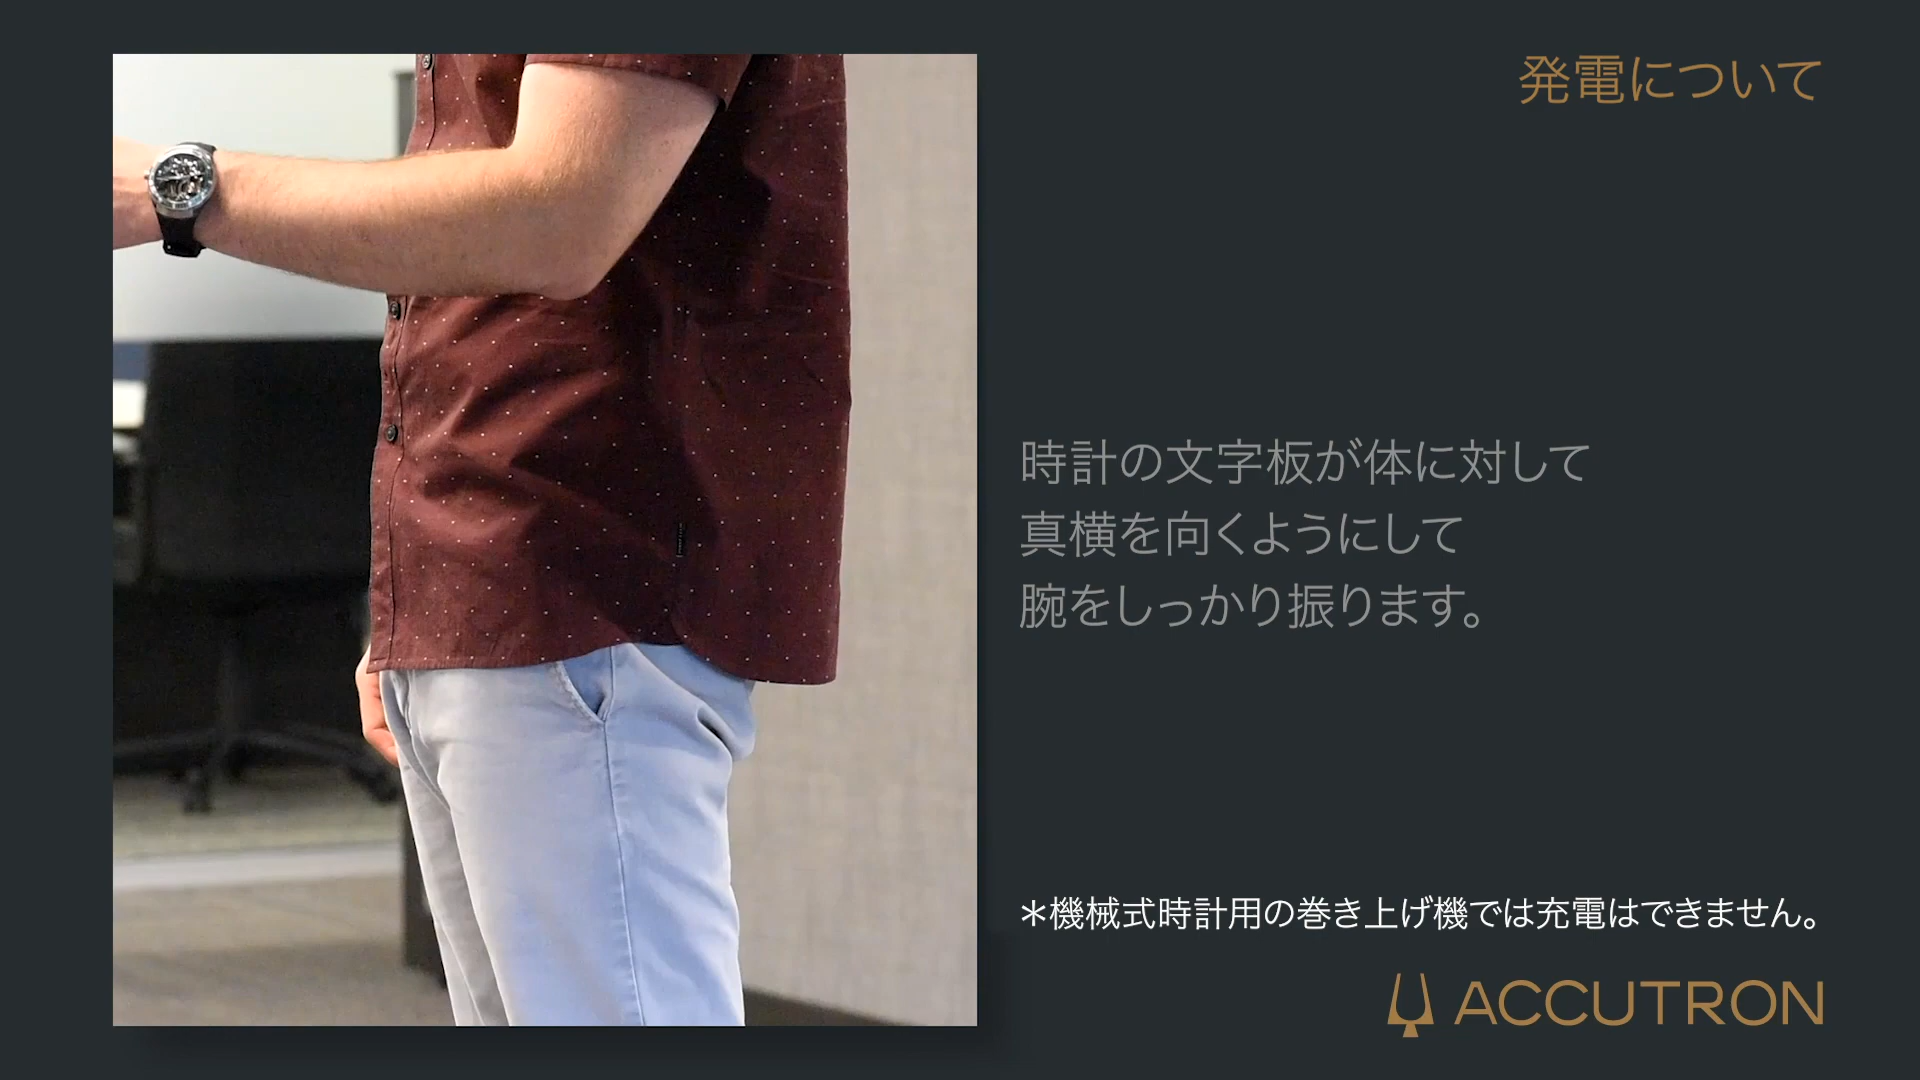 発電について
時計の文字板が体に対して
真横を向くようにして
腕をしっかり振ります。
＊機械式時計用の巻き上げ機では充電はできません。
ACCUTRON